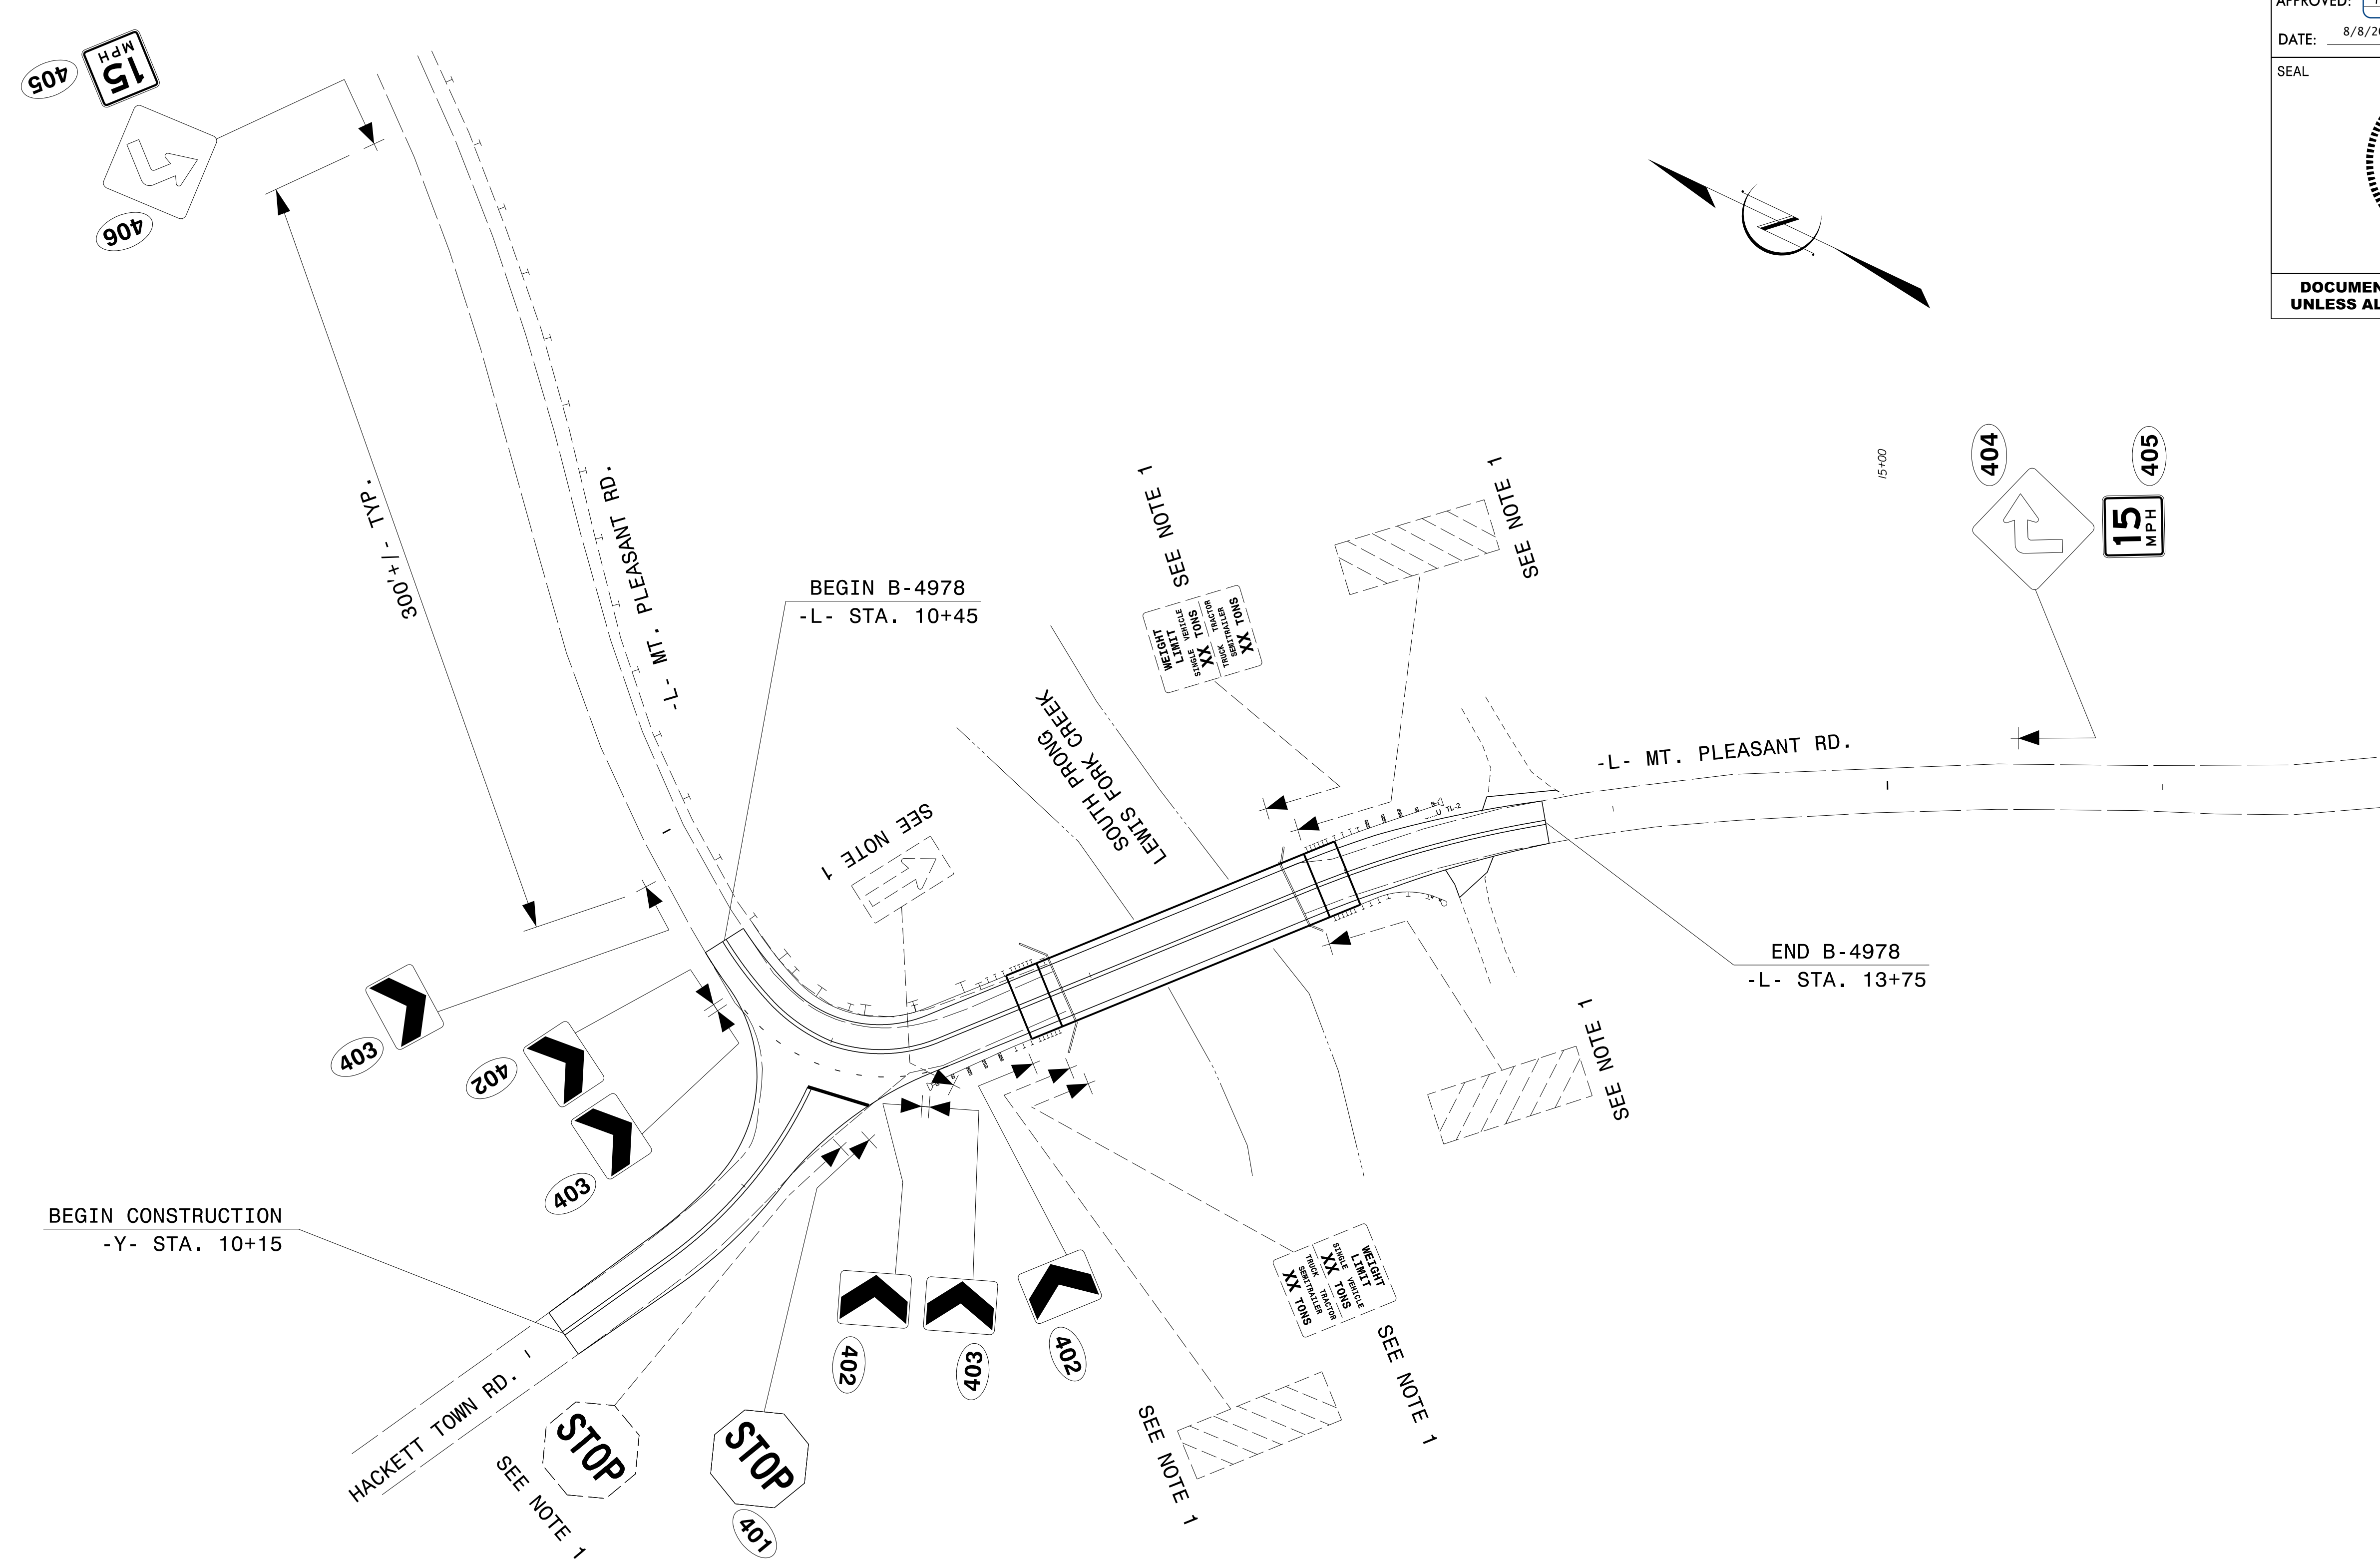 APPROVED:
DATE:
8/8/20
SEAL
DOCUMEN
UNLESS AL
405
15
MPH
406
300'+/- TYP.
-L- MT. PLEASANT RD.
BEGIN B-4978
-L- STA. 10+45
SEE NOTE 1
SOUTH PRONG
LEWIS FORK CREEK
SEE NOTE 1
WEIGHT
LIMIT
SINGLE VEHICLE
XX TONS
TRUCK TRACTOR
SEMITRAILER
XX TONS
SEE NOTE 1
15+00
404
405
15
MPH
-L- MT. PLEASANT RD.
TL-2
END B-4978
-L- STA. 13+75
SEE NOTE 1
403
402
403
BEGIN CONSTRUCTION
-Y- STA. 10+15
HACKETT TOWN RD.
STOP
SEE NOTE 1
STOP
401
402
403
402
WEIGHT
LIMIT
SINGLE VEHICLE
XX TONS
TRUCK TRACTOR
SEMITRAILER
XX TONS
SEE NOTE 1
SEE NOTE 1